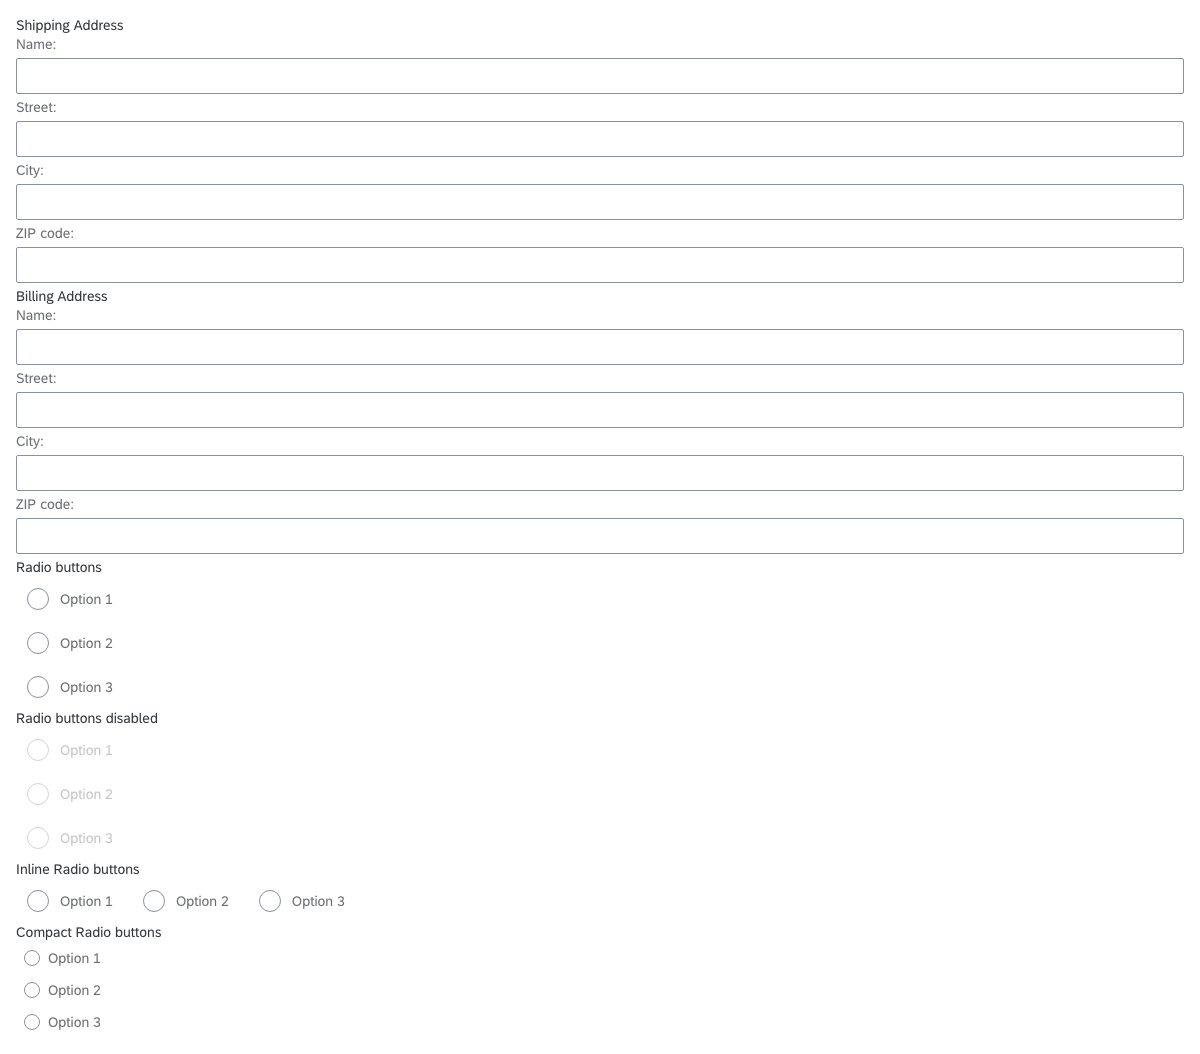 Shipping Address
Name:
Street:
City:
ZIP code:
Billing Address
Name:
Street:
City:
ZIP code:
Radio buttons
Option 1
Option 2
Option 3
Radio buttons disabled
Option 1
Option 2
Option 3
Inline Radio buttons
Option 1 Option 2 Option 3
Compact Radio buttons
Option 1
Option 2
Option 3